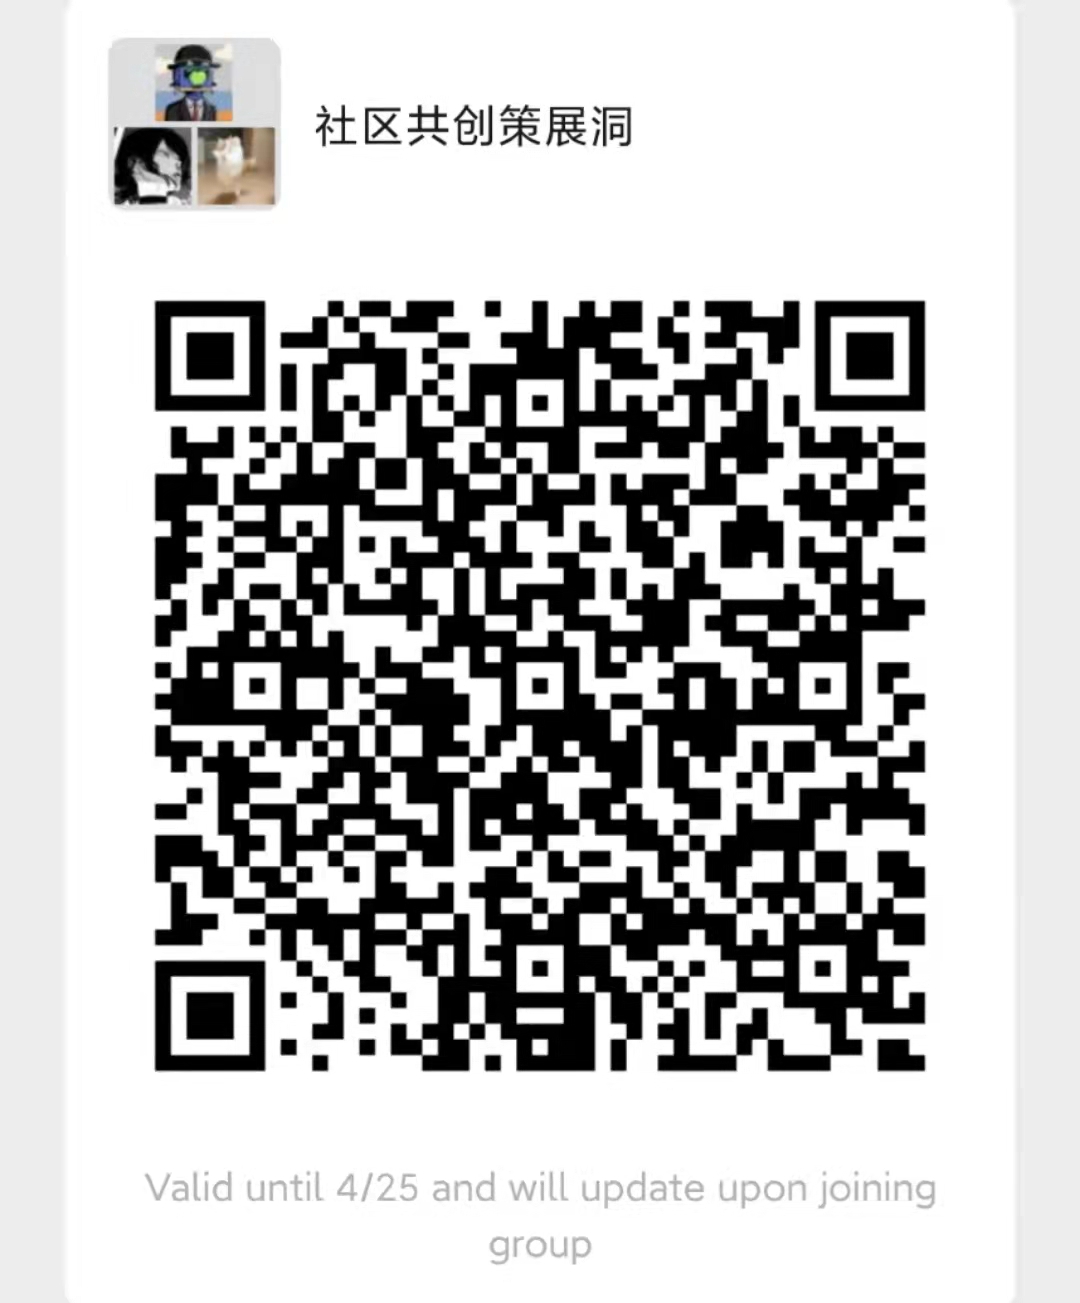 社区共创策展洞
Valid until 4/25 and will update upon joining
group